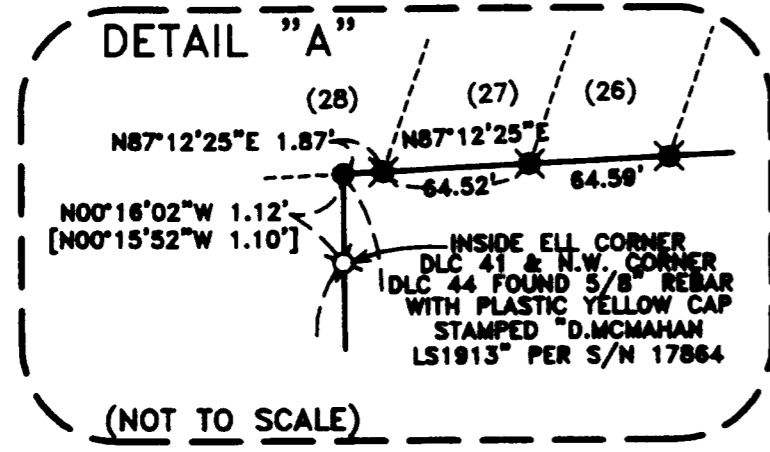 DETAIL "A"
(28) (27) (26)
N87°12'25"E 1.87' N87°12'25"E
64.52' 64.59'
N00°16'02"W 1.12'
[N00°15'52"W 1.10']
INSIDE ELL CORNER
DLC 41 & N.W. CORNER
DLC 44 FOUND 5/8" REBAR
WITH PLASTIC YELLOW CAP
STAMPED "D.MCMAHAN
LS1913" PER S/N 17864
(NOT TO SCALE)